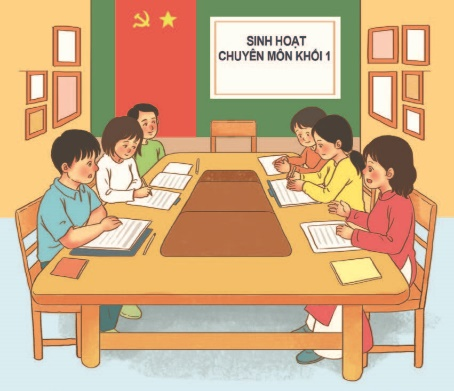 SINH HOẠT
CHUYÊN MÔN KHỐI 1